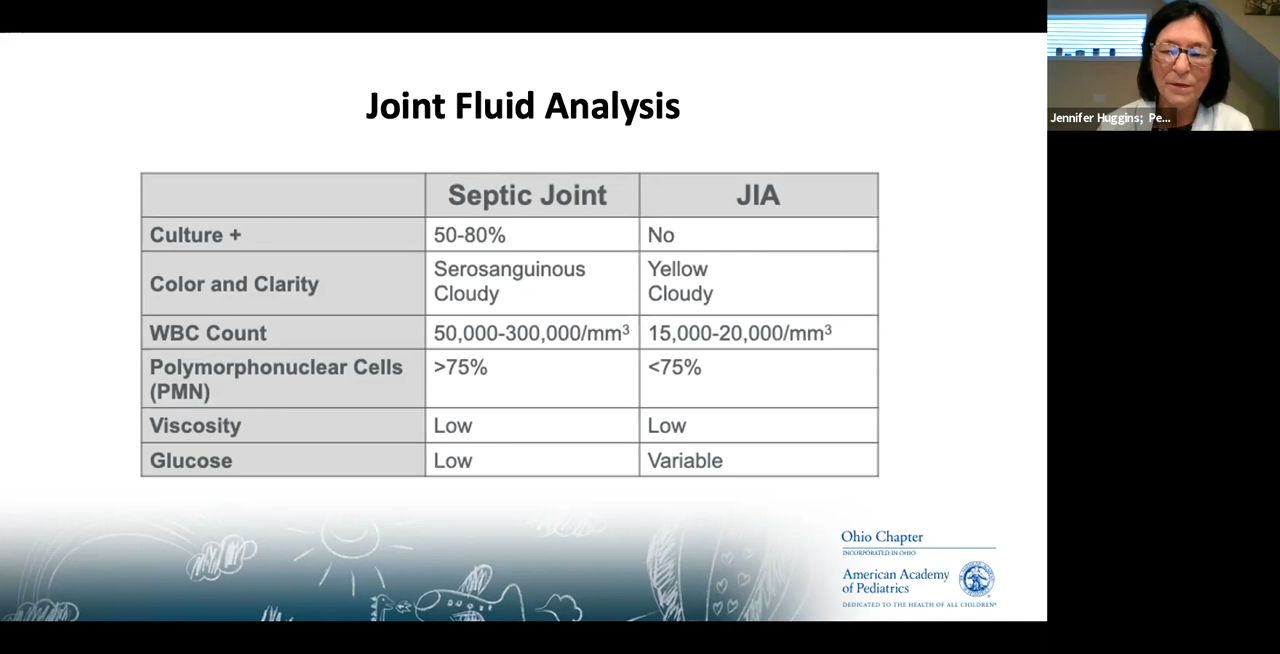 Joint Fluid Analysis
Septic Joint JIA
Culture + 50-80% No
Color and Clarity Serosanguinous Cloudy Yellow Cloudy
WBC Count 50,000-300,000/mm³ 15,000-20,000/mm³
Polymorphonuclear Cells (PMN) >75% <75%
Viscosity Low Low
Glucose Low Variable
Jennifer Huggins; Pe...
Ohio Chapter
INCORPORATED IN OHIO
American Academy
of Pediatrics
DEDICATED TO THE HEALTH OF ALL CHILDREN®